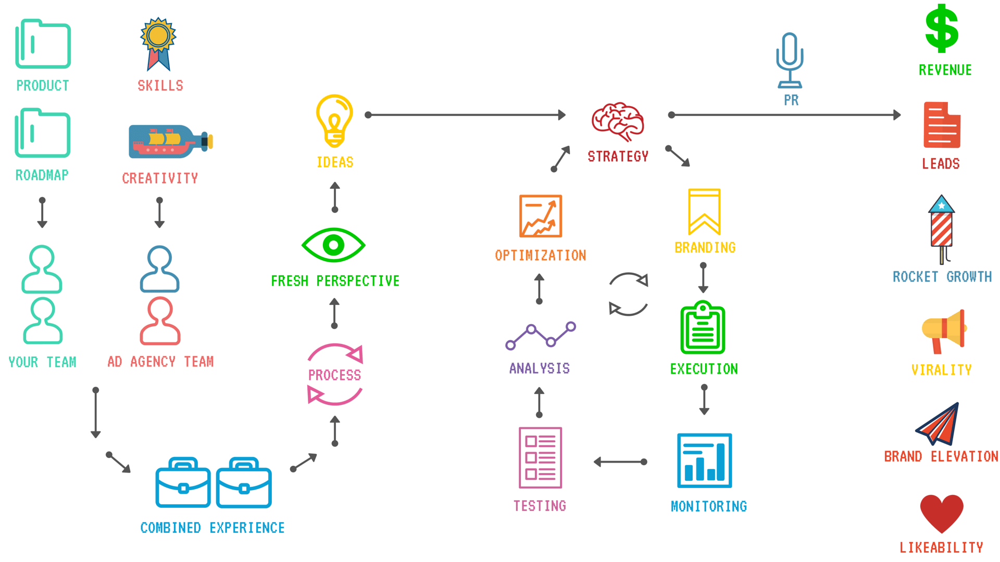 PRODUCT
ROADMAP
YOUR TEAM
SKILLS
CREATIVITY
AD AGENCY TEAM
COMBINED EXPERIENCE
PROCESS
FRESH PERSPECTIVE
IDEAS
STRATEGY
BRANDING
EXECUTION
MONITORING
TESTING
ANALYSIS
OPTIMIZATION
PR
REVENUE
LEADS
ROCKET GROWTH
VIRALITY
BRAND ELEVATION
LIKEABILITY